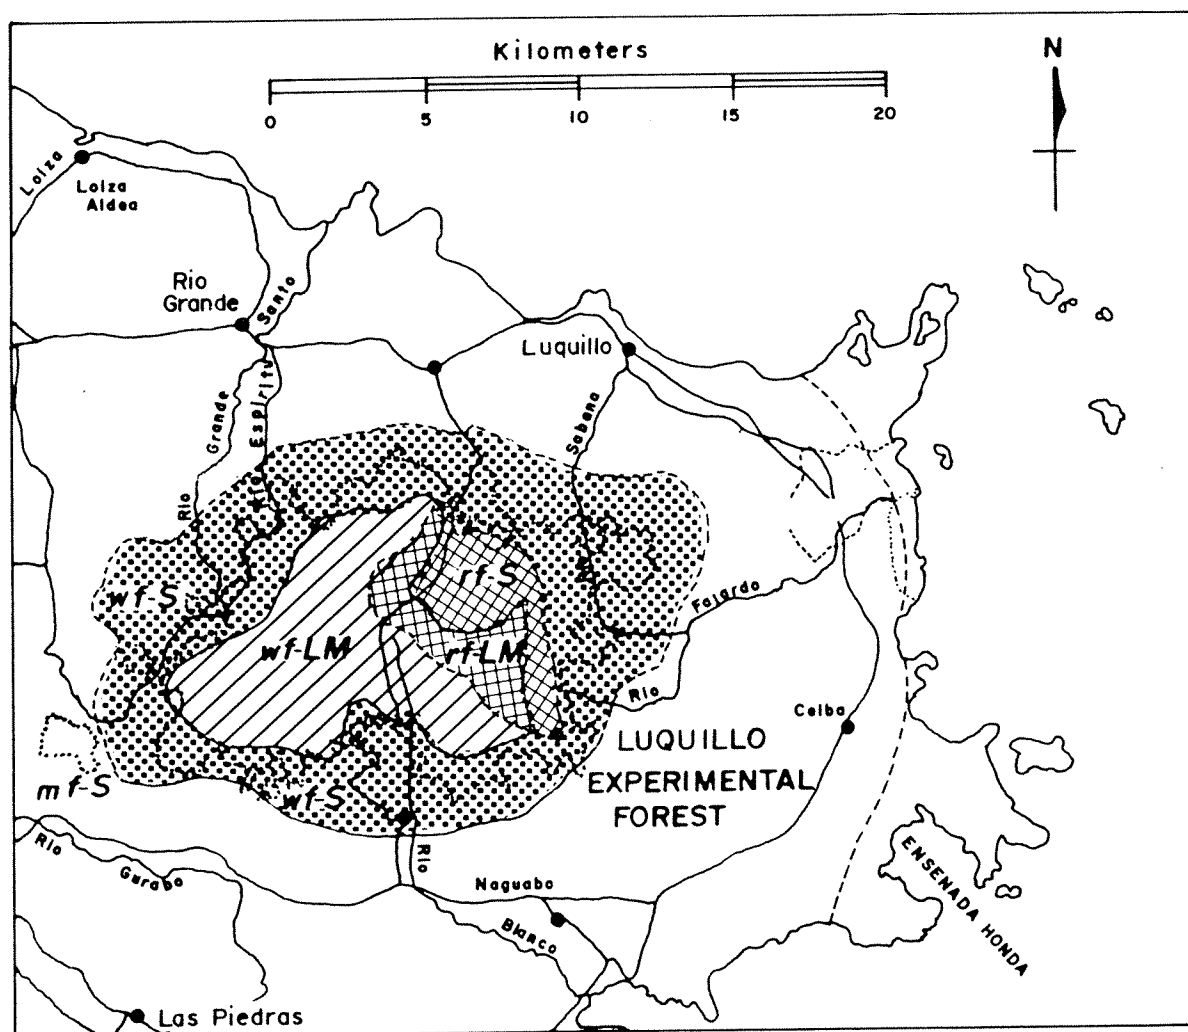 Kilometers
0 5 10 15 20
N
Loiza
Loiza
Aldea
Rio
Grande
Santo
Luquillo
Grande
Rio
Espiritu
Rio
Sabana
wf-S
rf-S
Fajardo
wf-LM
rf-LM
Rio
Ceiba
LUQUILLO
EXPERIMENTAL
FOREST
mf-S
wf-S
Rio
Gurabo
Rio
Blanco
Naguabo
ENSENADA HONDA
Las Piedras